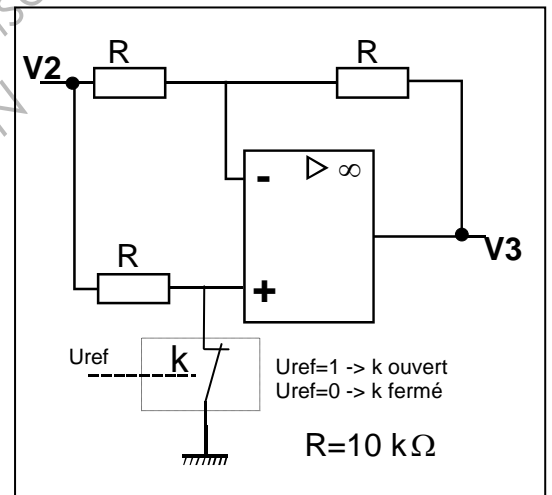 R R
V2
- ▷ ∞
V3
R
+
Uref k
Uref=1 -> k ouvert
Uref=0 -> k fermé
R=10 kΩ